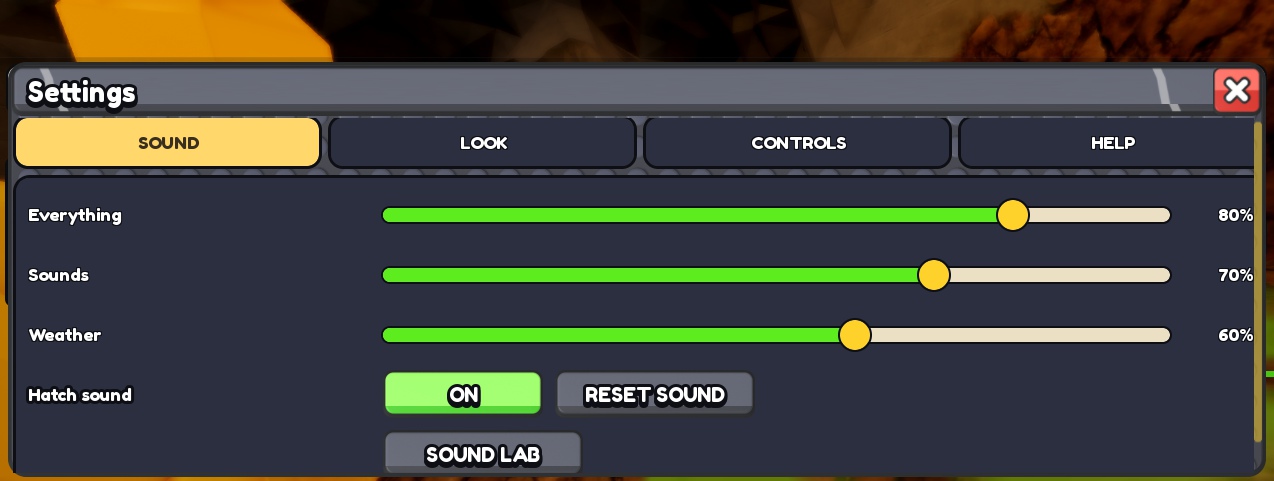 Settings
SOUND LOOK CONTROLS HELP
Everything 80%
Sounds 70%
Weather 60%
Hatch sound ON RESET SOUND
SOUND LAB